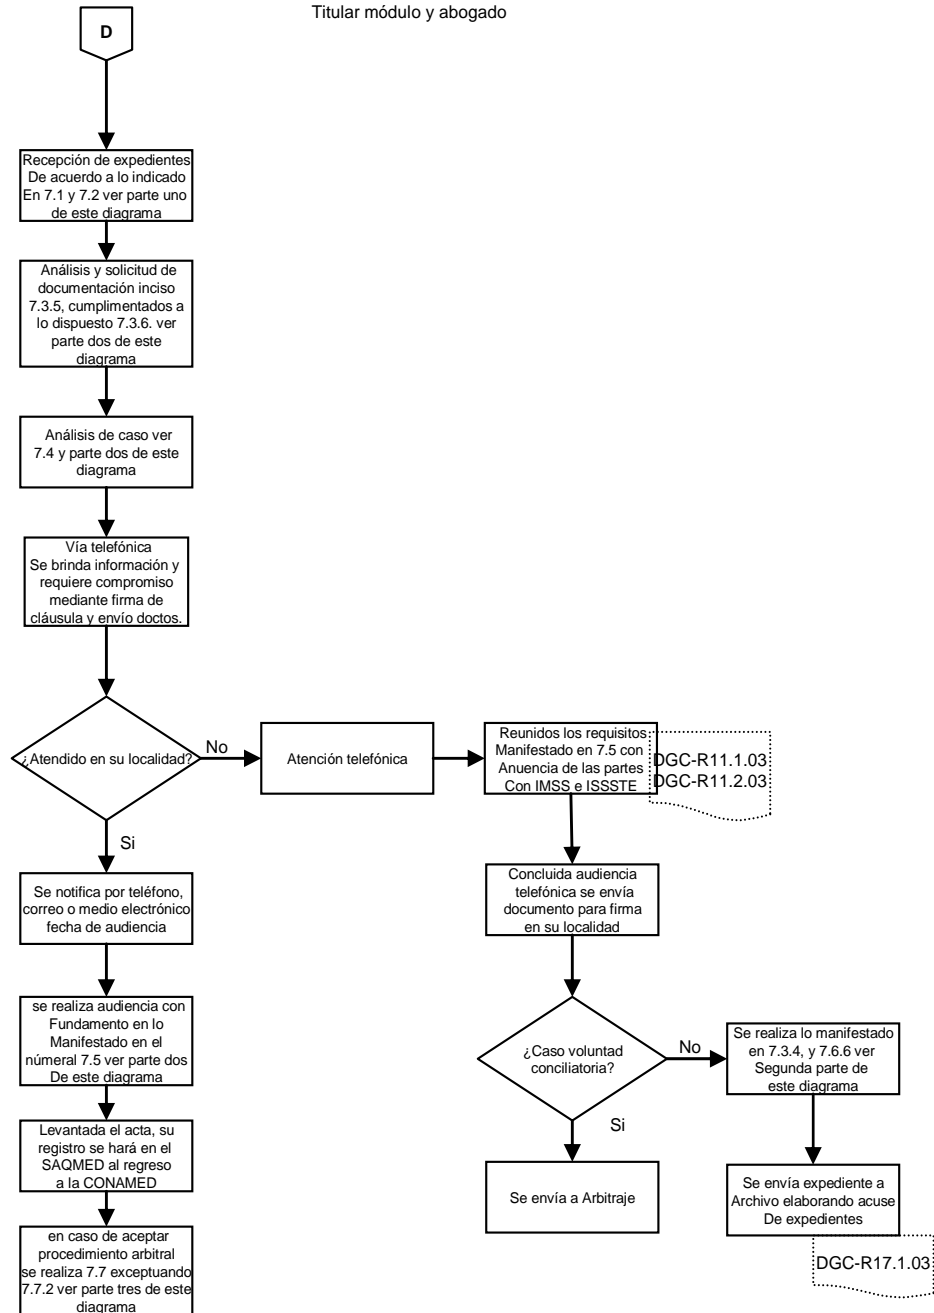 Titular módulo y abogado
D
Recepción de expedientes
De acuerdo a lo indicado
En 7.1 y 7.2 ver parte uno
de este diagrama
Análisis y solicitud de
documentación inciso
7.3.5, cumplimentados a
lo dispuesto 7.3.6. ver
parte dos de este
diagrama
Análisis de caso ver
7.4 y parte dos de este
diagrama
Vía telefónica
Se brinda información y
requiere compromiso
mediante firma de
cláusula y envío doctos.
¿Atendido en su localidad?
No
Atención telefónica
Reunidos los requisitos
Manifestado en 7.5 con
Anuencia de las partes
Con IMSS e ISSSTE
DGC-R11.1.03
DGC-R11.2.03
Si
Se notifica por teléfono,
correo o medio electrónico
fecha de audiencia
Concluida audiencia
telefónica se envía
documento para firma
en su localidad
se realiza audiencia con
Fundamento en lo
Manifestado en el
númeral 7.5 ver parte dos
De este diagrama
¿Caso voluntad
conciliatoria?
No
Se realiza lo manifestado
en 7.3.4, y 7.6.6 ver
Segunda parte de
este diagrama
Si
Levantada el acta, su
registro se hará en el
SAQMED al regreso
a la CONAMED
Se envía a Arbitraje
Se envía expediente a
Archivo elaborando acuse
De expedientes
DGC-R17.1.03
en caso de aceptar
procedimiento arbitral
se realiza 7.7 exceptuando
7.7.2 ver parte tres de este
diagrama